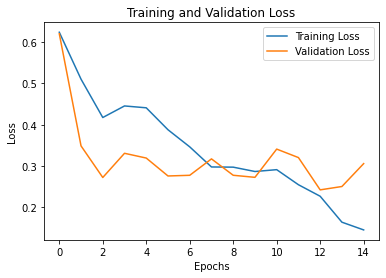 Training and Validation Loss
Training Loss
Validation Loss
0.6
0.5
0.4
0.3
0.2
Loss
0 2 4 6 8 10 12 14
Epochs